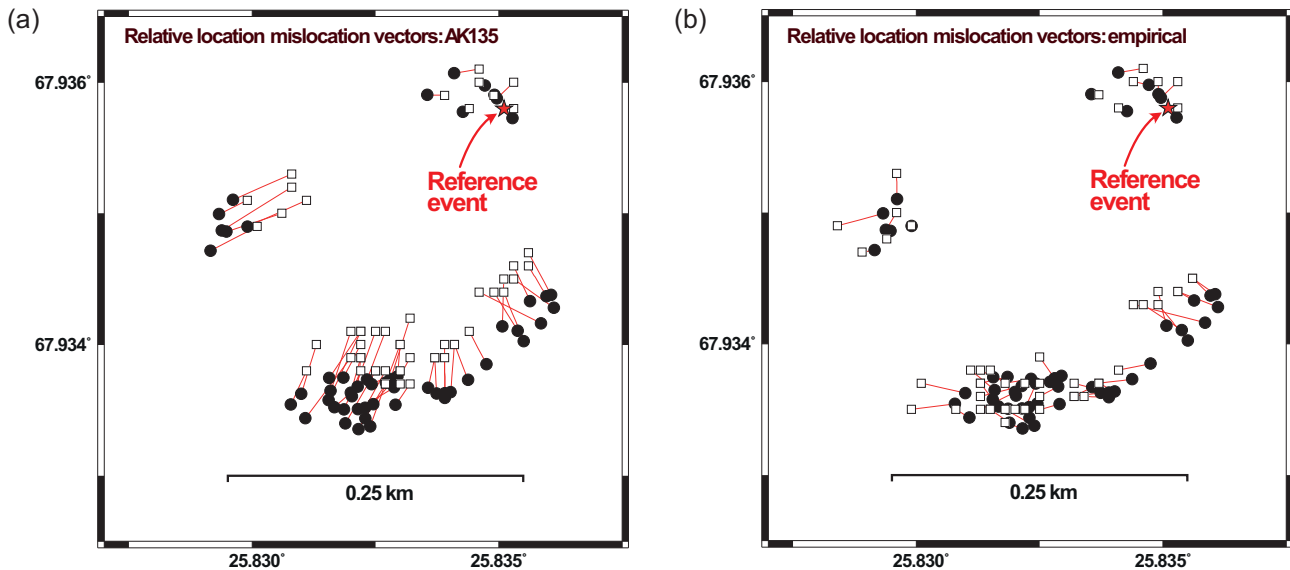 (a)
Relative location mislocation vectors: AK135
67.936°
67.934°
Reference
event
0.25 km
25.830°
25.835°
(b)
Relative location mislocation vectors: empirical
67.936°
67.934°
Reference
event
0.25 km
25.830°
25.835°